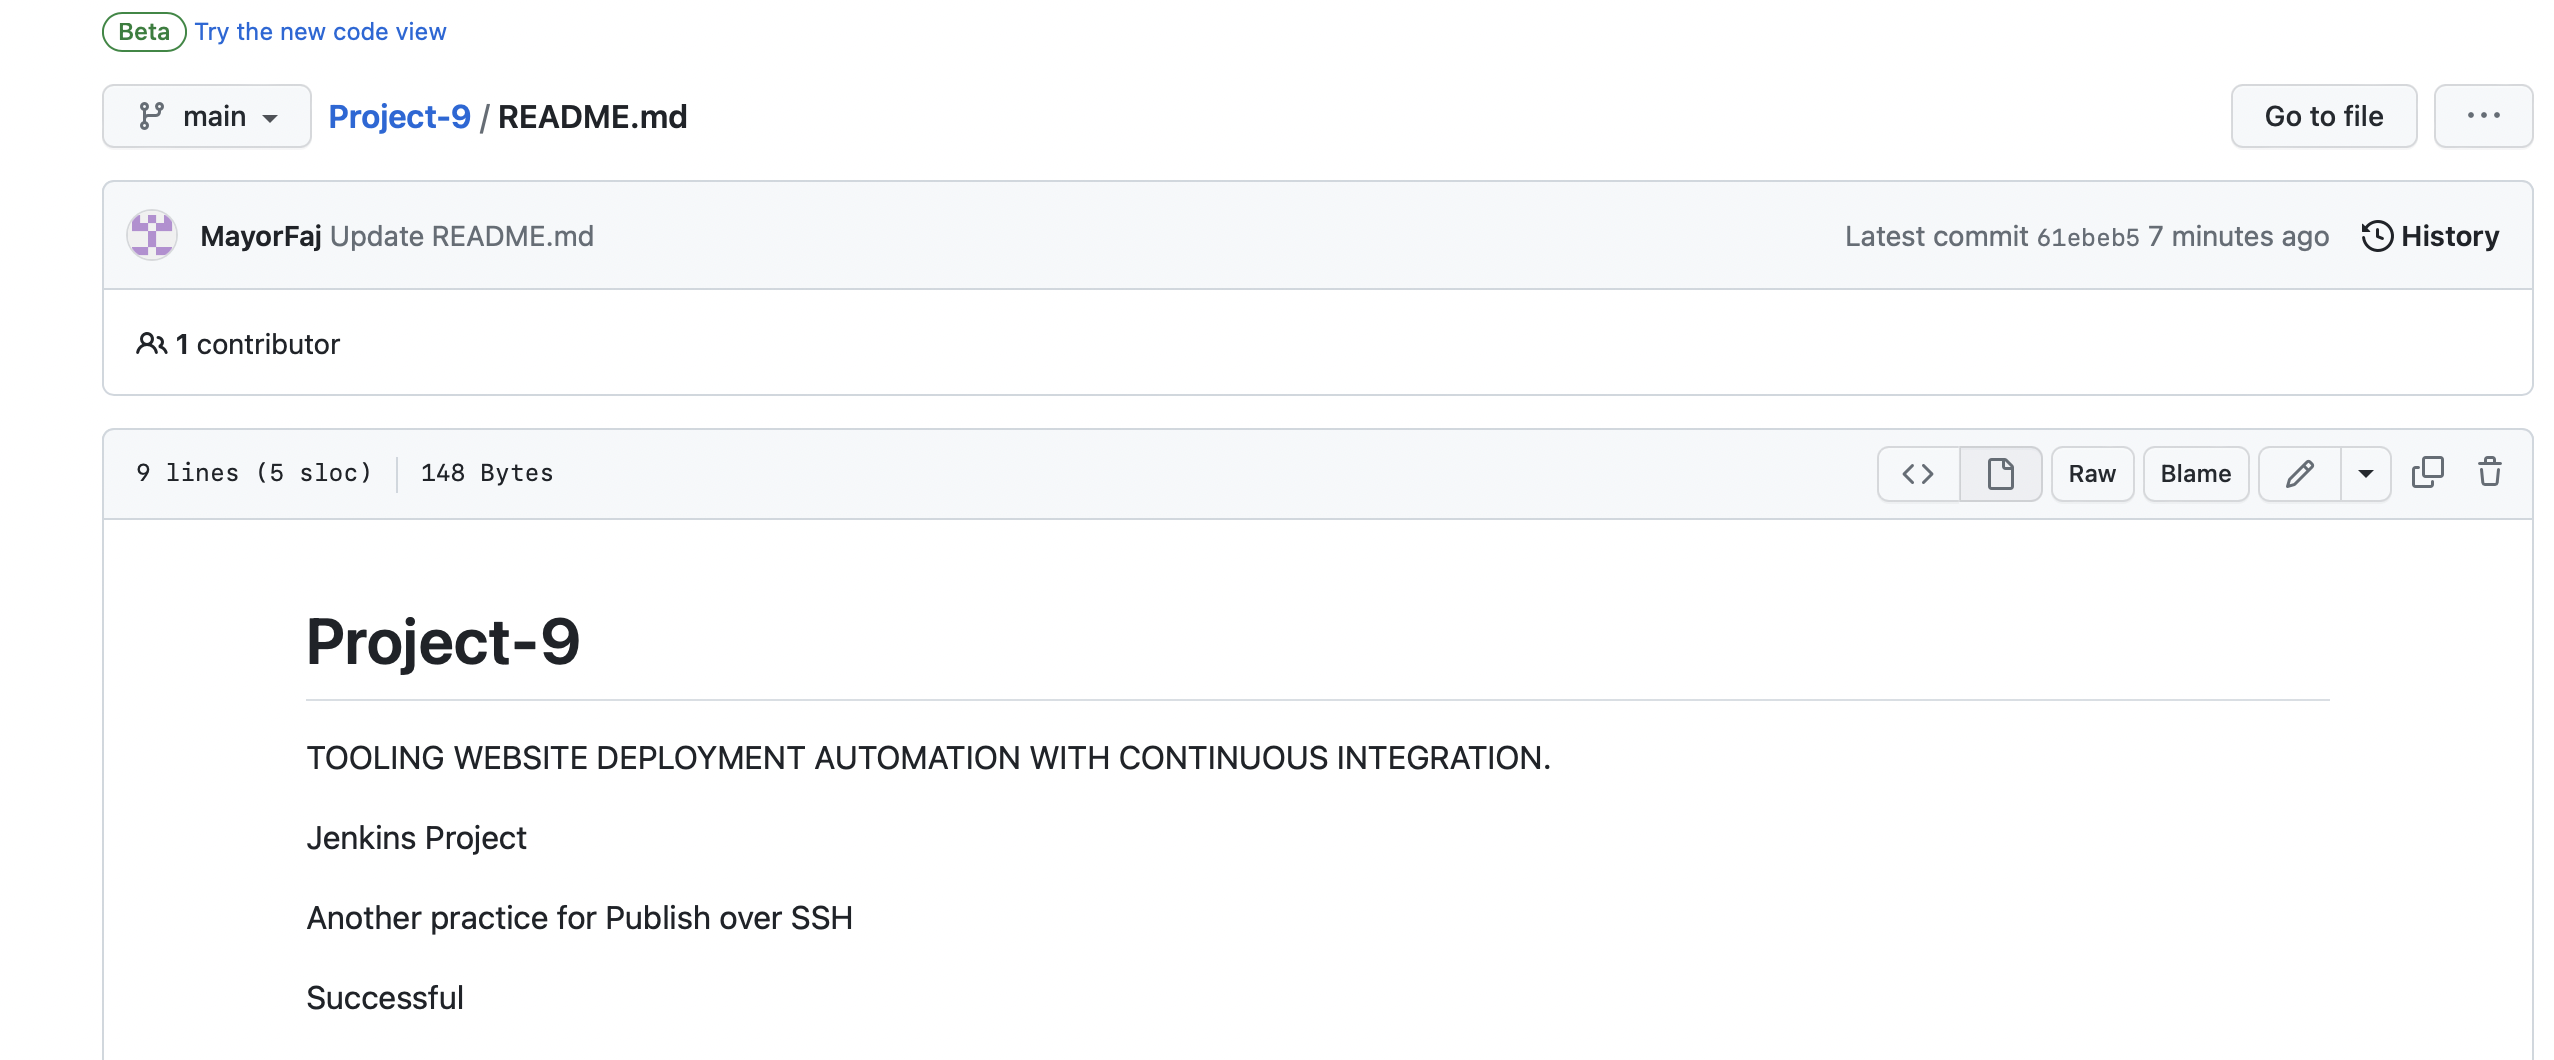 Beta Try the new code view
main Project-9 / README.md Go to file ...
MayorFaj Update README.md Latest commit 61ebeb5 7 minutes ago History
1 contributor
9 lines (5 sloc) 148 Bytes Raw Blame
Project-9
TOOLING WEBSITE DEPLOYMENT AUTOMATION WITH CONTINUOUS INTEGRATION.
Jenkins Project
Another practice for Publish over SSH
Successful